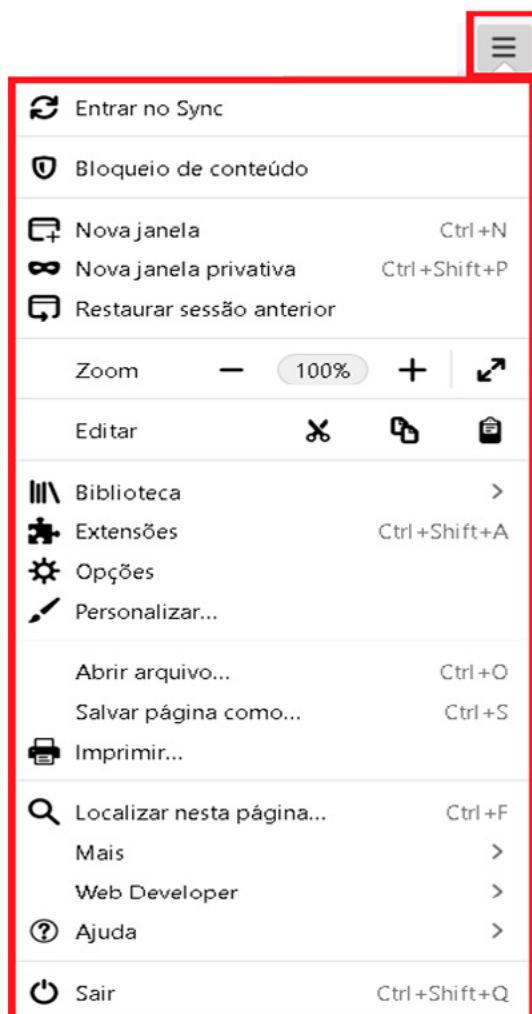 Entrar no Sync
Bloqueio de conteúdo
Nova janela Ctrl+N
Nova janela privativa Ctrl+Shift+P
Restaurar sessão anterior
Zoom 100%
Editar
Biblioteca
Extensões Ctrl+Shift+A
Opções
Personalizar...
Abrir arquivo... Ctrl+O
Salvar página como... Ctrl+S
Imprimir...
Localizar nesta página... Ctrl+F
Mais
Web Developer
Ajuda
Sair Ctrl+Shift+Q